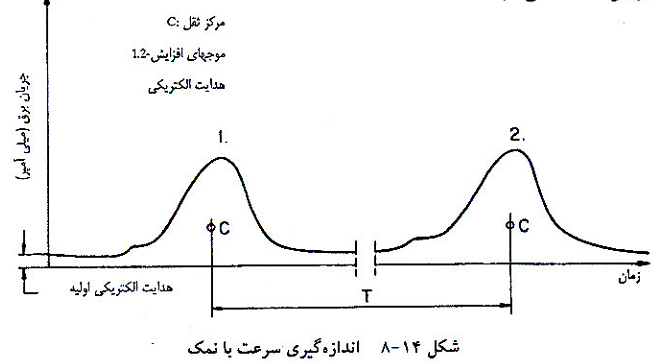 مرکز ثقل :C
موجهای افزایش-1.2
هدایت الکتریکی
جریان برق (میلی آمپر)
1.
2.
C
C
زمان
هدایت الکتریکی اولیه
T
شکل ۱۴-۸ اندازه‌گیری سرعت با نمک